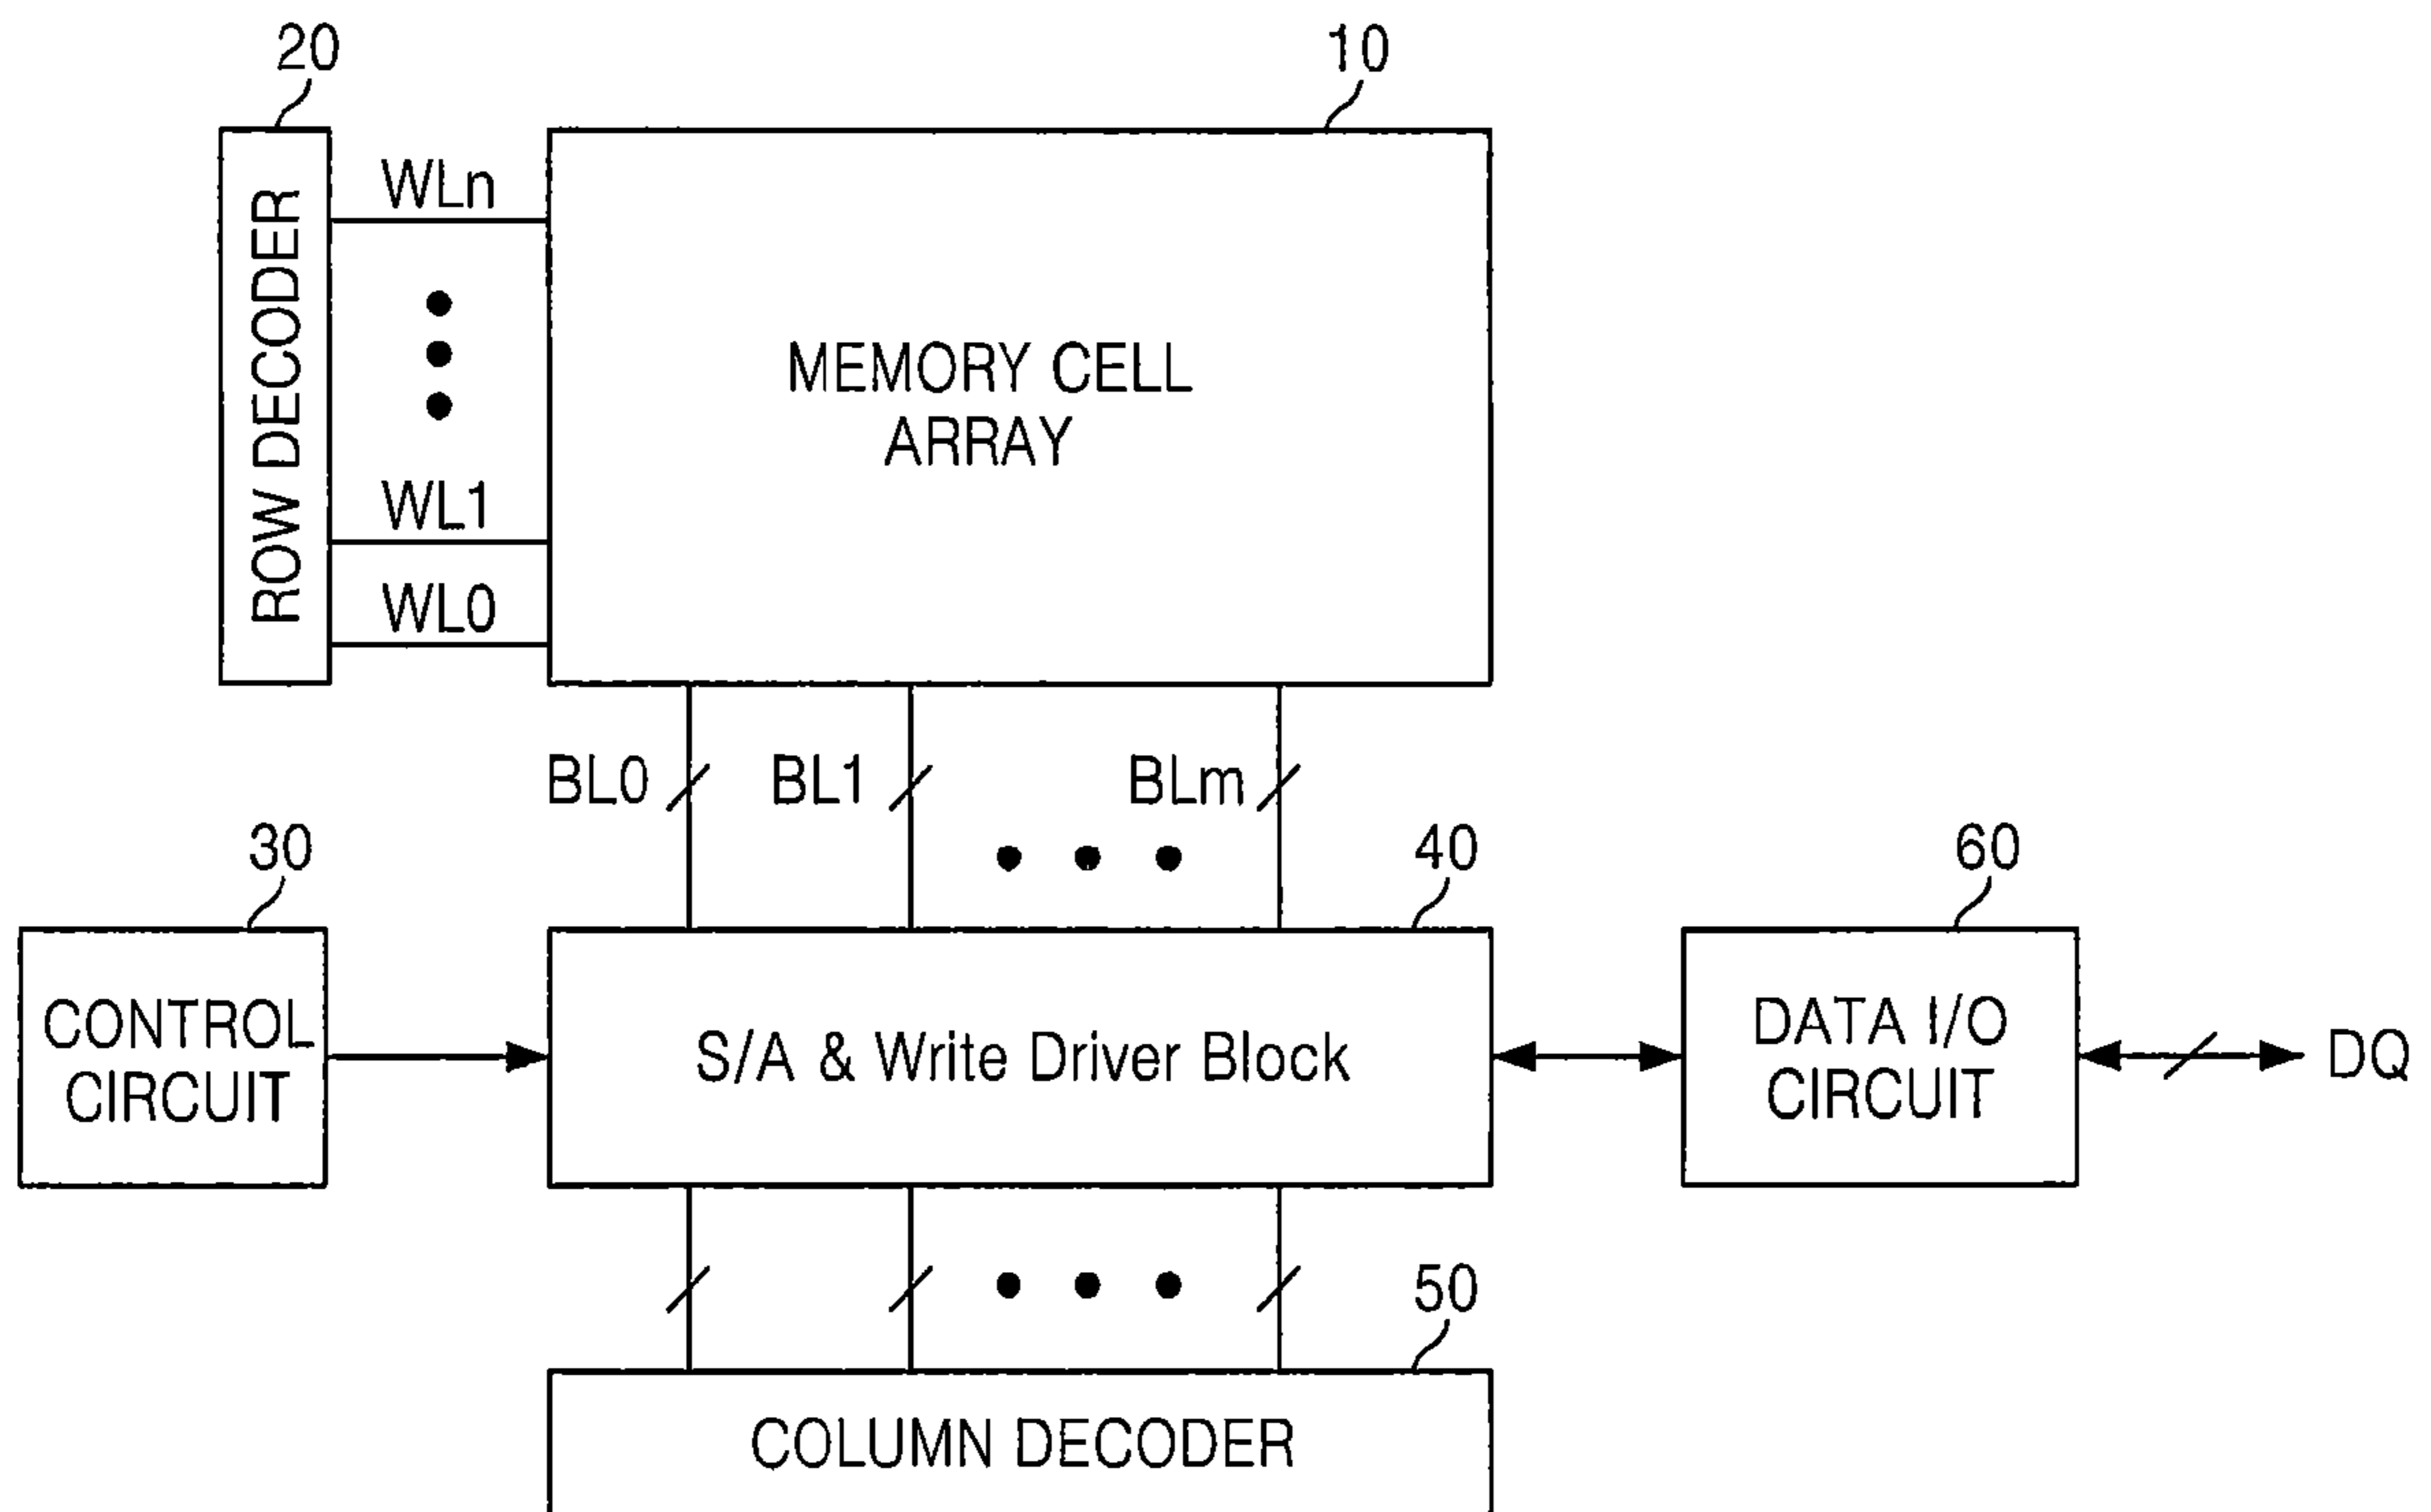 20
10
WLn
ROW DECODER
MEMORY CELL
ARRAY
WL1
WL0
BL0
BL1
BLm
30
40
60
CONTROL
CIRCUIT
S/A & Write Driver Block
DATA I/O
CIRCUIT
DQ
50
COLUMN DECODER